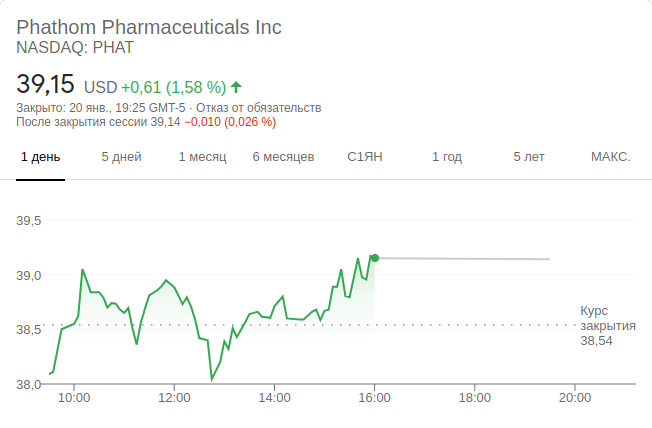 Phathom Pharmaceuticals Inc
NASDAQ: PHAT
39,15 USD +0,61 (1,58 %)
Закрыто: 20 янв., 19:25 GMT-5 · Отказ от обязательств
После закрытия сессии 39,14 −0,010 (0,026 %)
1 день 5 дней 1 месяц 6 месяцев С1ЯН 1 год 5 лет МАКС.
39,5
39,0
38,5
38,0
Курс
закрытия
38,54
10:00 12:00 14:00 16:00 18:00 20:00